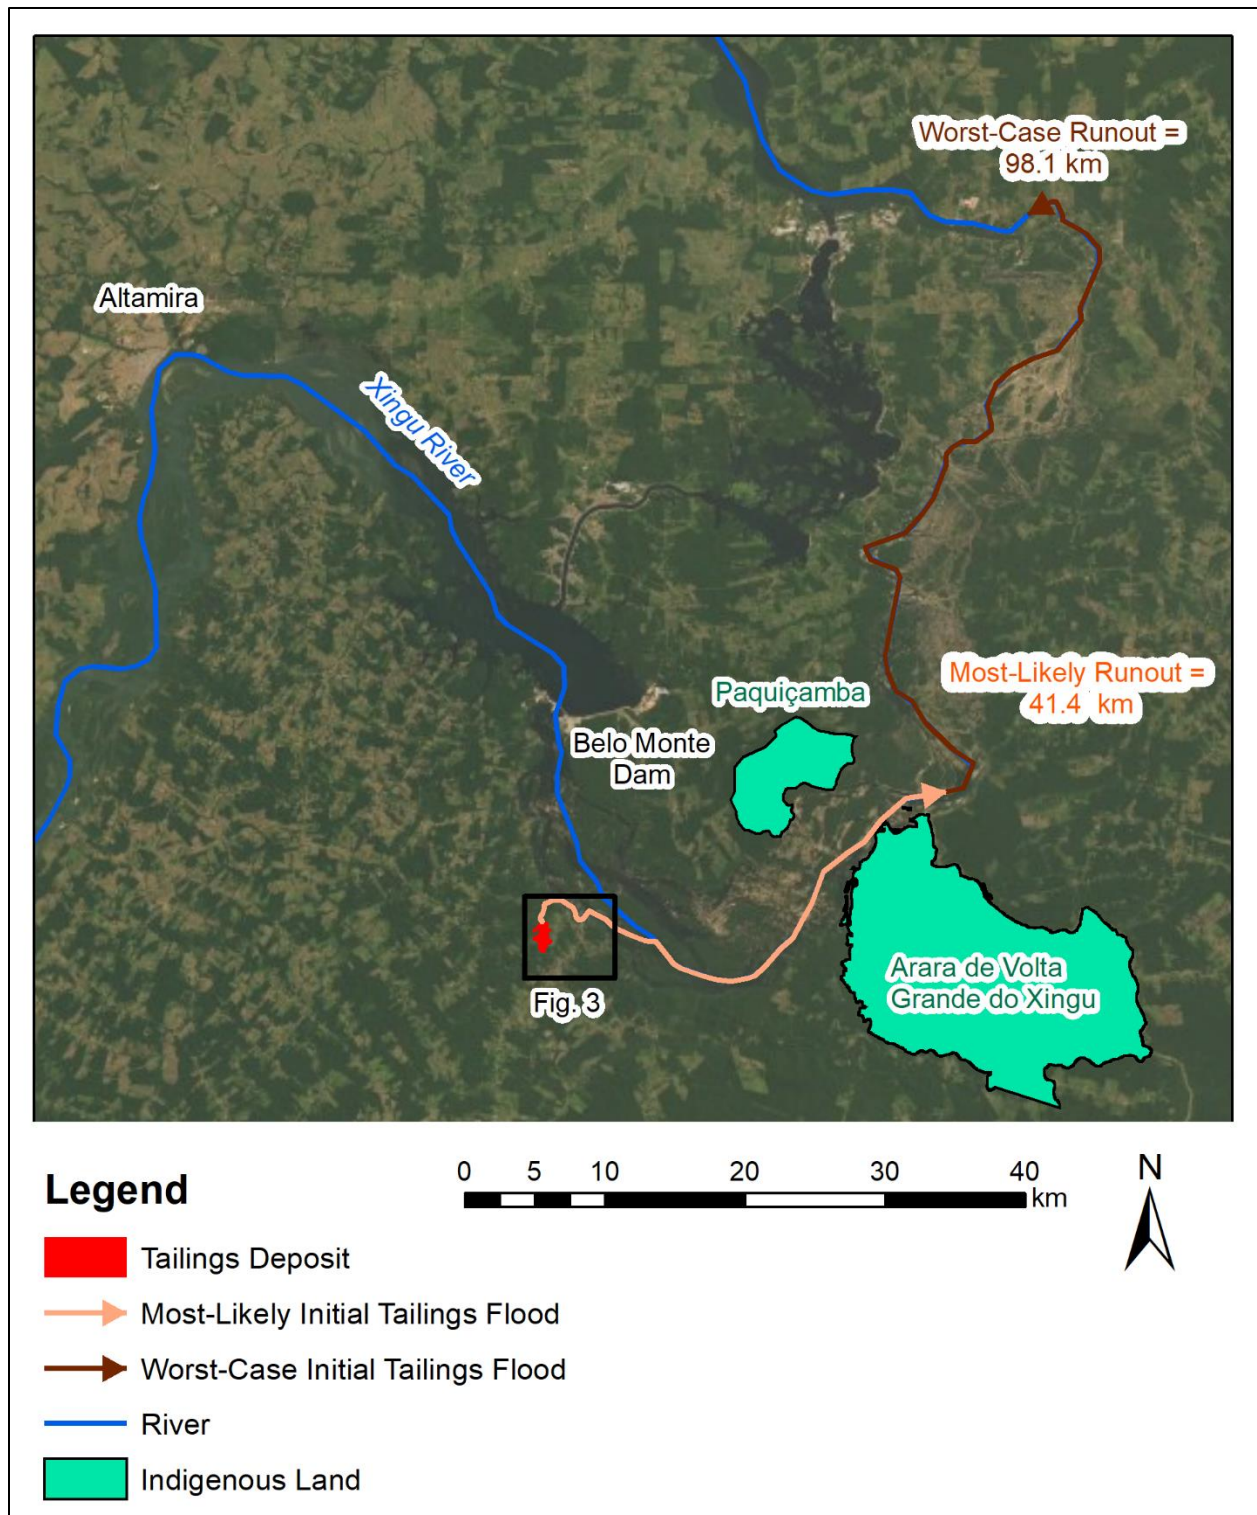 Worst-Case Runout =
98.1 km
Altamira
Xingu River
Most-Likely Runout =
41.4 km
Paquiçamba
Belo Monte
Dam
Arara de Volta
Grande do Xingu
Fig. 3
Legend
0 5 10 20 30 40
km
N
Tailings Deposit
Most-Likely Initial Tailings Flood
Worst-Case Initial Tailings Flood
River
Indigenous Land